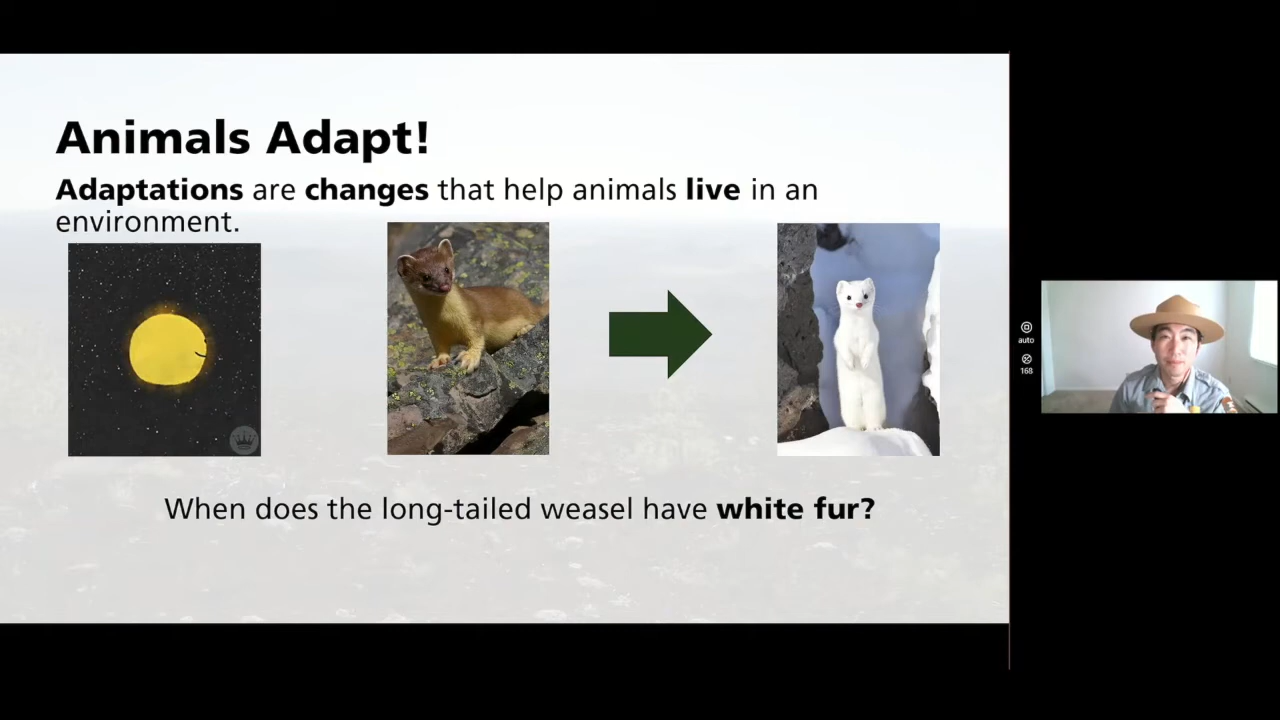 Animals Adapt!
Adaptations are changes that help animals live in an
environment.
When does the long-tailed weasel have white fur?
auto
168